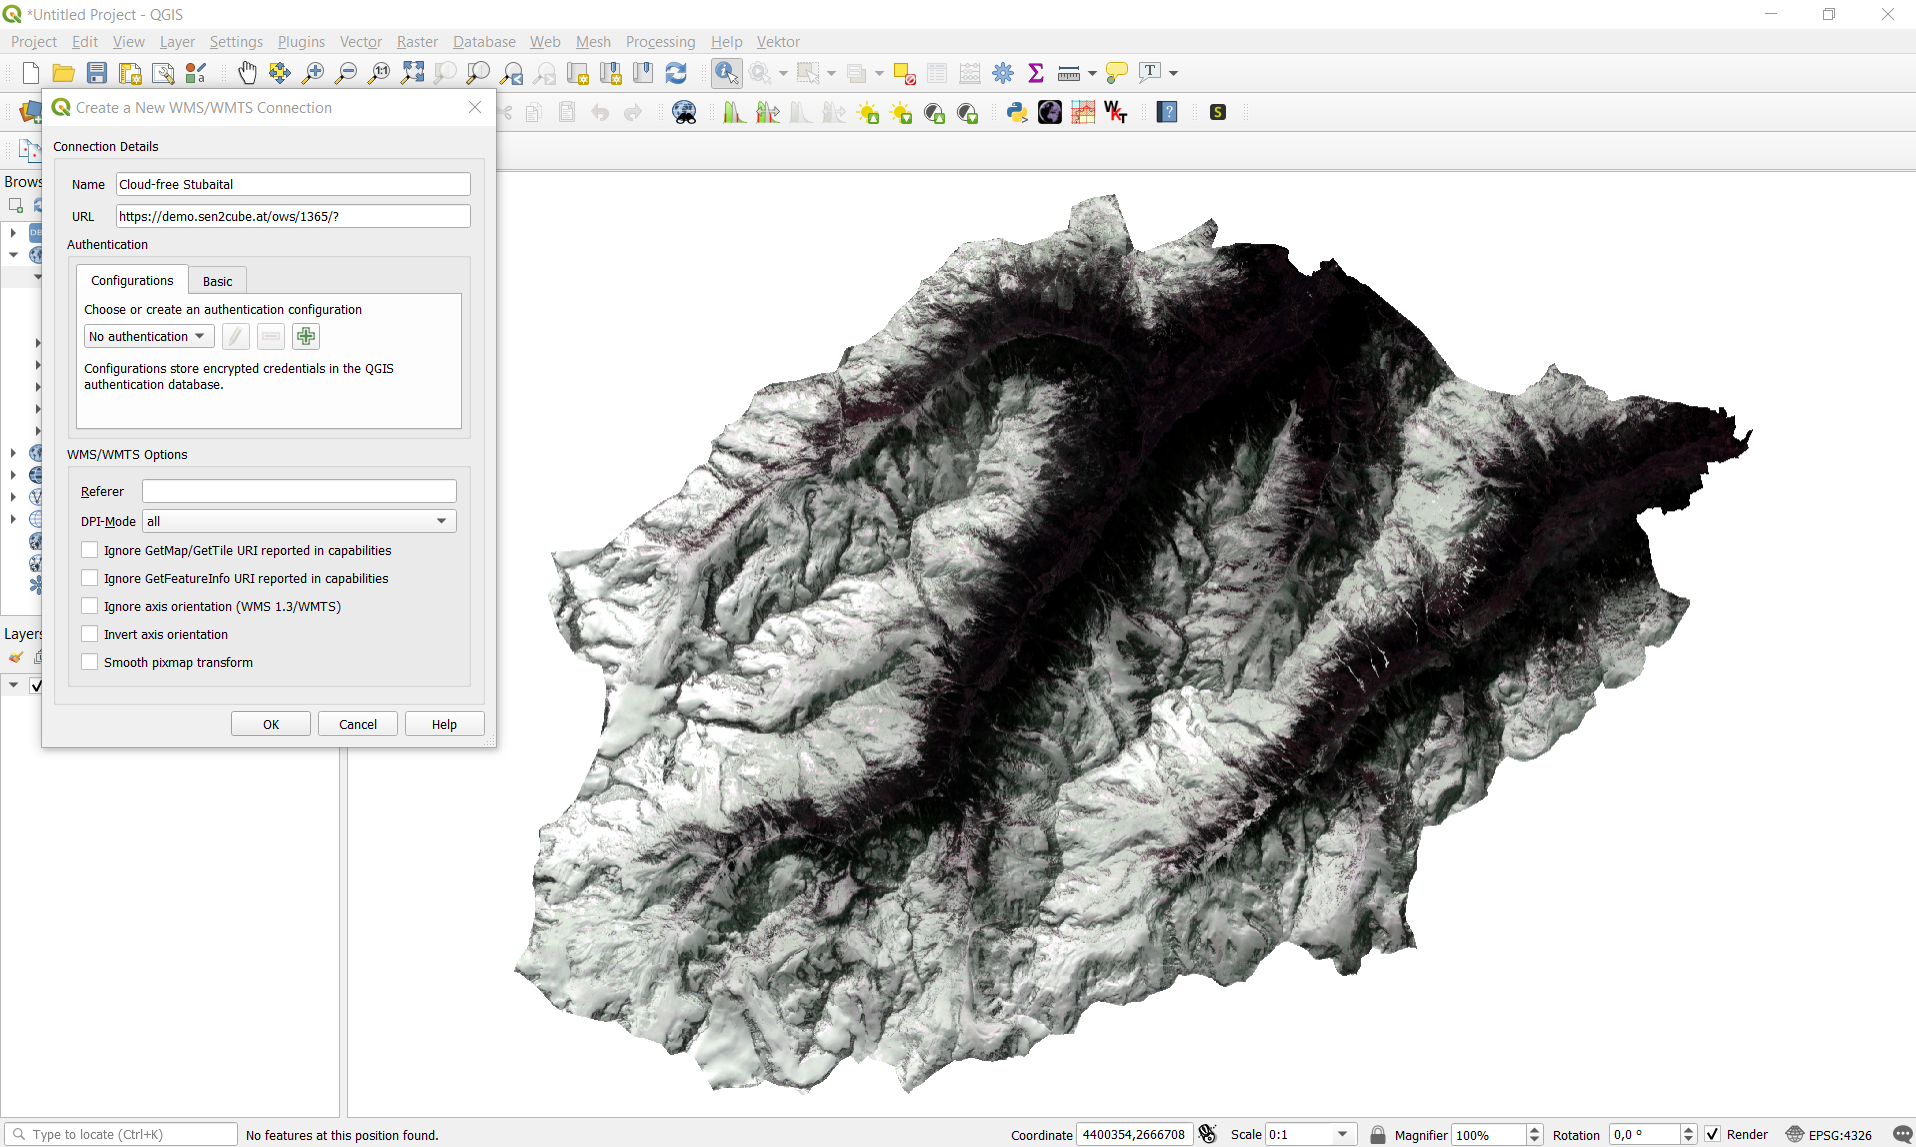 *Untitled Project - QGIS
Project Edit View Layer Settings Plugins Vector Raster Database Web Mesh Processing Help Vektor
Create a New WMS/WMTS Connection
Connection Details
Name Cloud-free Stubaital
URL https://demo.sen2cube.at/ows/1365/?
Authentication
Configurations Basic
Choose or create an authentication configuration
No authentication
Configurations store encrypted credentials in the QGIS
authentication database.
WMS/WMTS Options
Referer
DPI-Mode all
Ignore GetMap/GetTile URI reported in capabilities
Ignore GetFeatureInfo URI reported in capabilities
Ignore axis orientation (WMS 1.3/WMTS)
Invert axis orientation
Smooth pixmap transform
OK Cancel Help
Layers
Type to locate (Ctrl+K) No features at this position found. Coordinate 4400354,2666708 Scale 0:1 Magnifier 100% Rotation 0,0 ° Render EPSG:4326